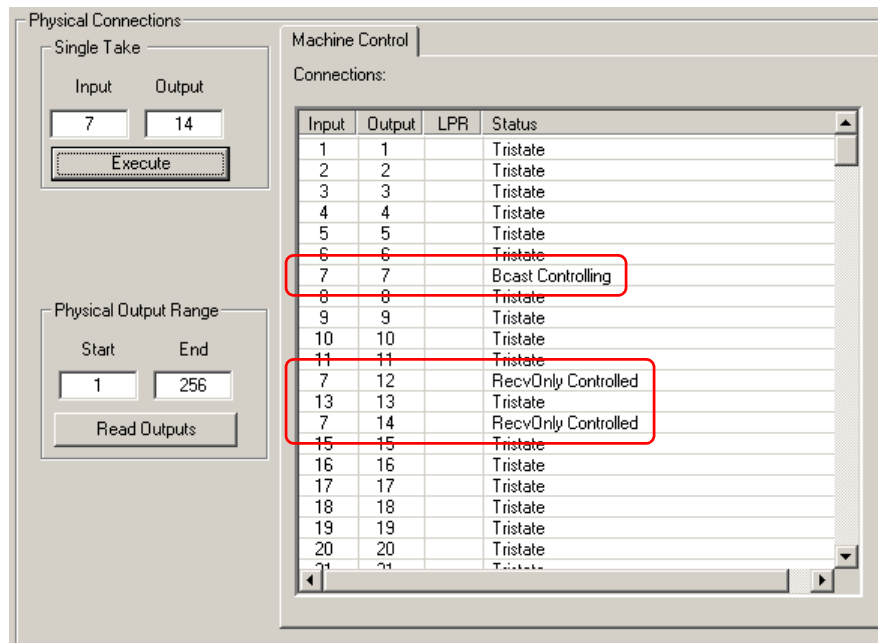 Physical Connections
Single Take
Input Output
7 14
Execute
Physical Output Range
Start End
1 256
Read Outputs
Machine Control
Connections:
Input Output LPR Status
1 1 Tristate
2 2 Tristate
3 3 Tristate
4 4 Tristate
5 5 Tristate
6 6 Tristate
7 7 Bcast Controlling
8 8 Tristate
9 9 Tristate
10 10 Tristate
11 11 Tristate
7 12 RecvOnly Controlled
13 13 Tristate
7 14 RecvOnly Controlled
15 15 Tristate
16 16 Tristate
17 17 Tristate
18 18 Tristate
19 19 Tristate
20 20 Tristate
21 21 Tristate